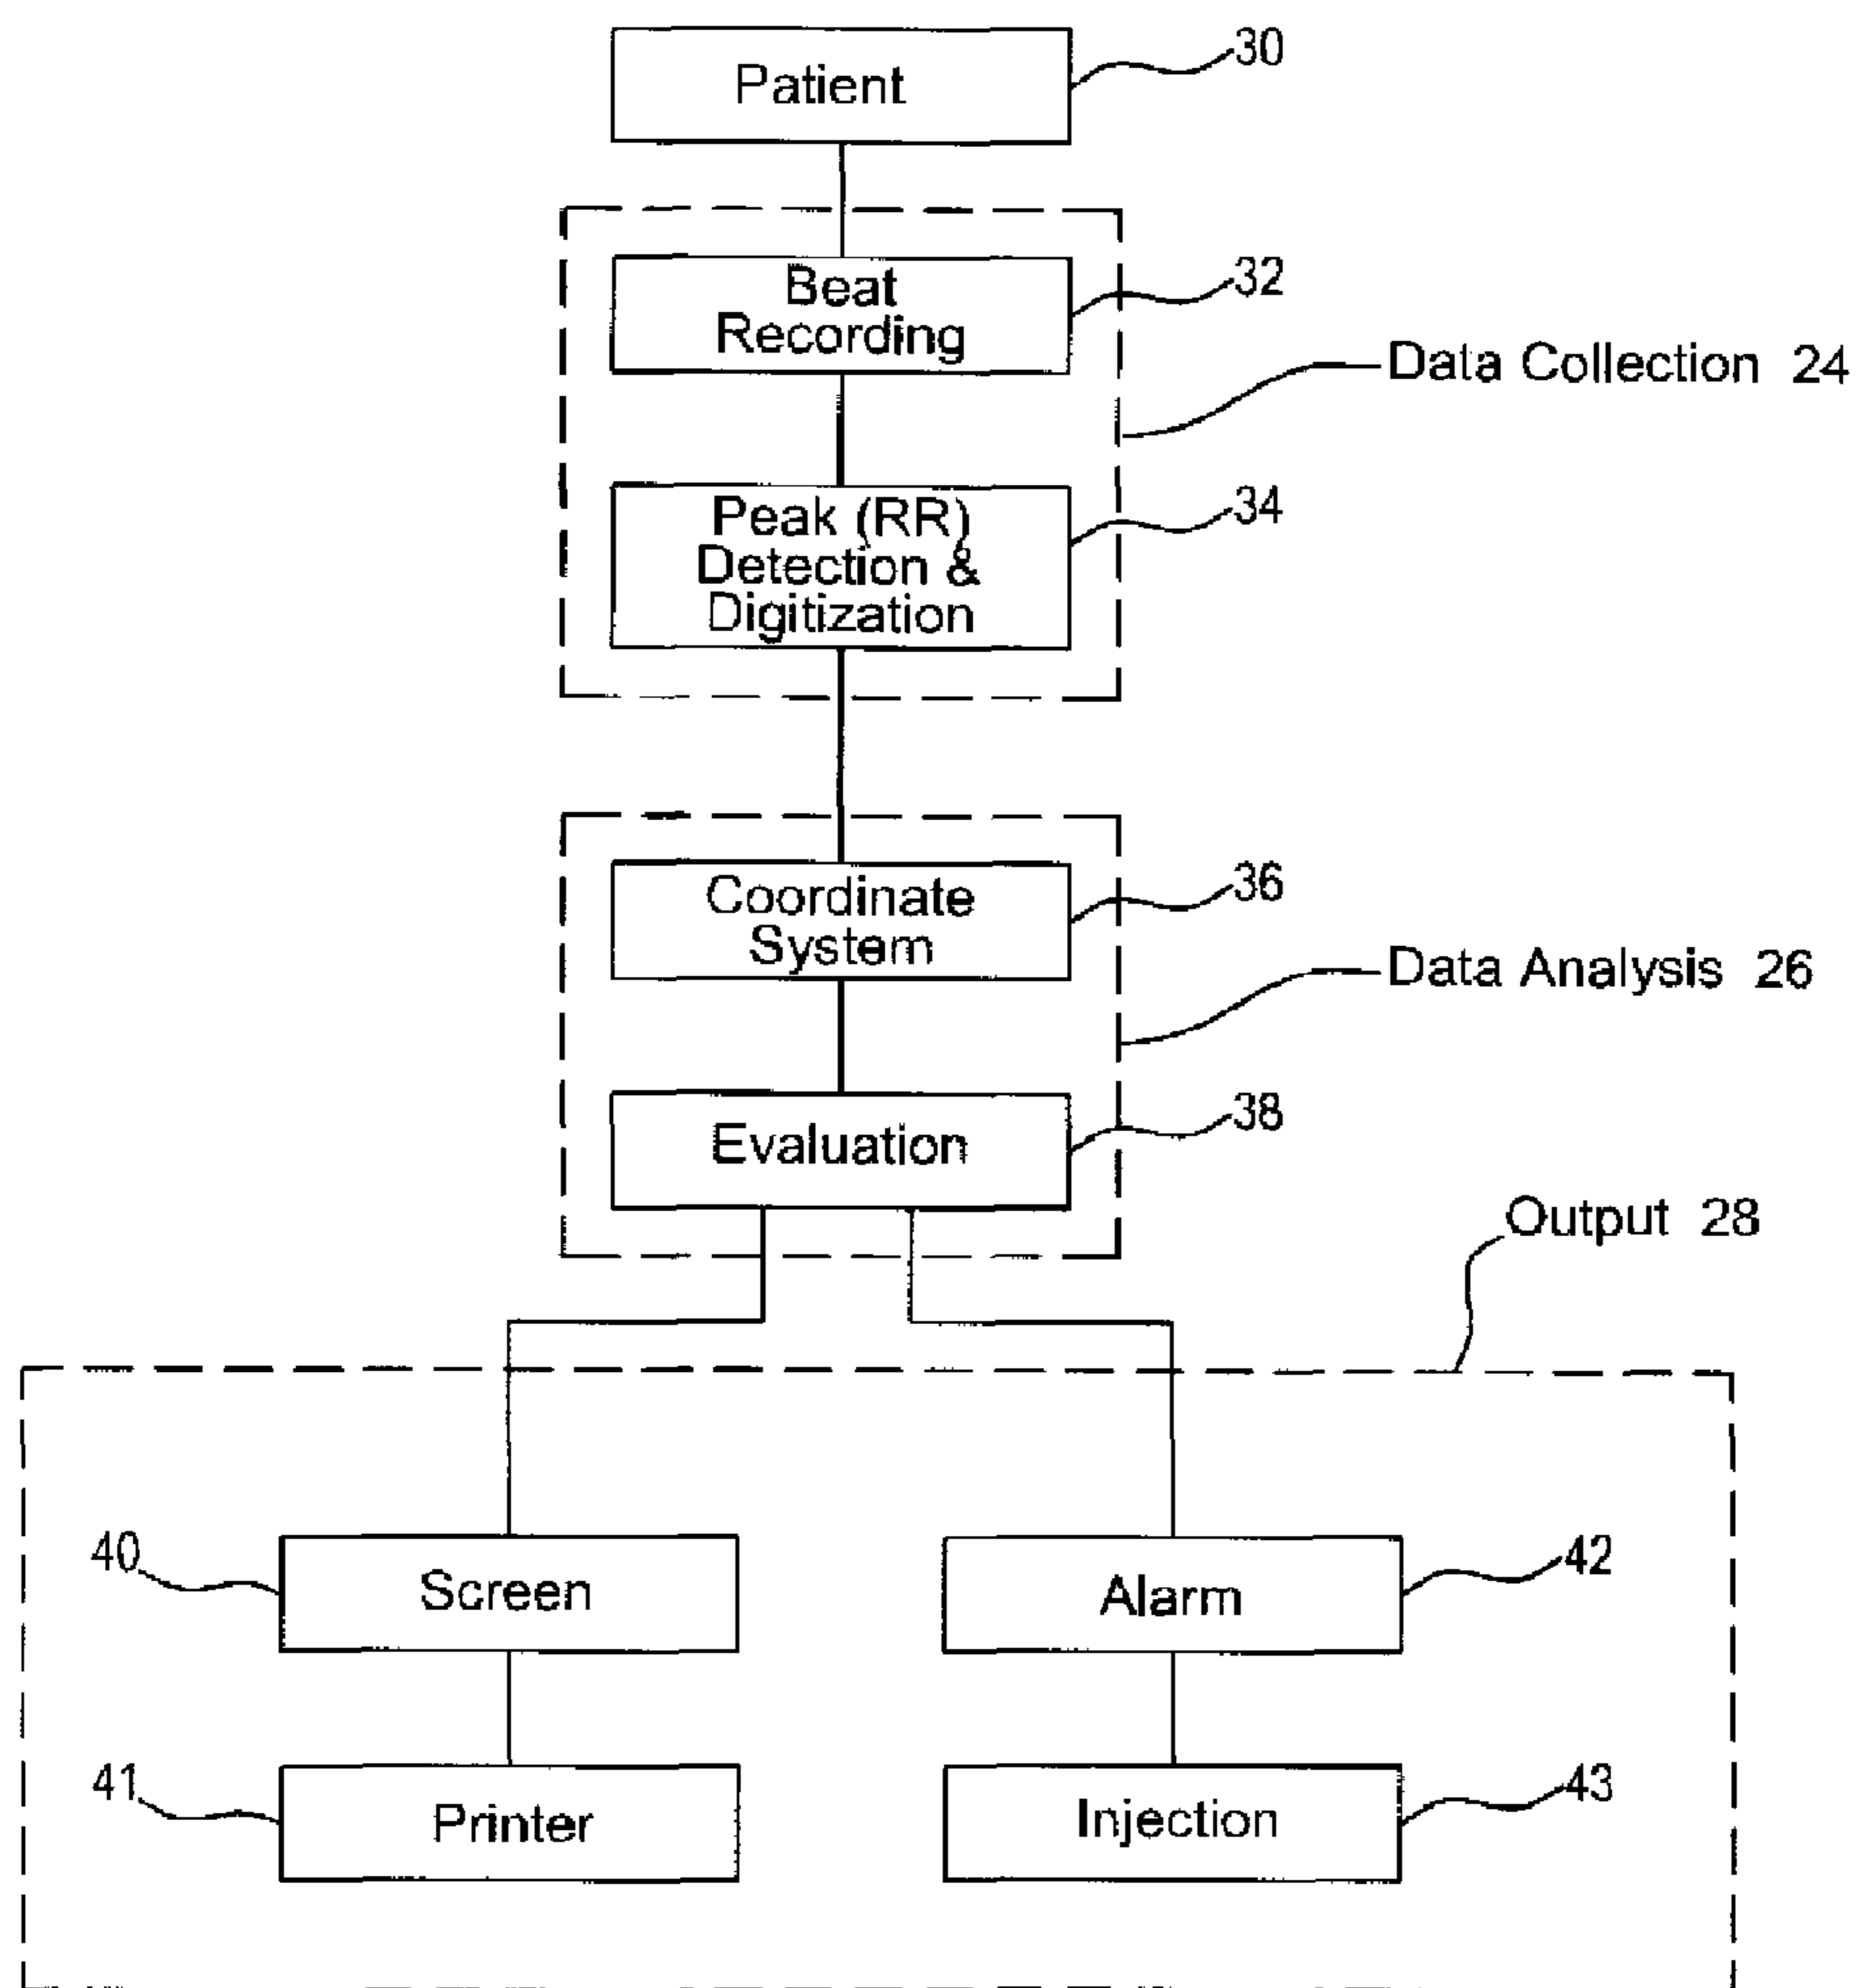 Patient
30
Beat
Recording
32
Data Collection 24
Peak (RR)
Detection &
Digitization
34
Coordinate
System
36
Data Analysis 26
Evaluation
38
Output 28
40
Screen
Alarm
42
41
Printer
Injection
43